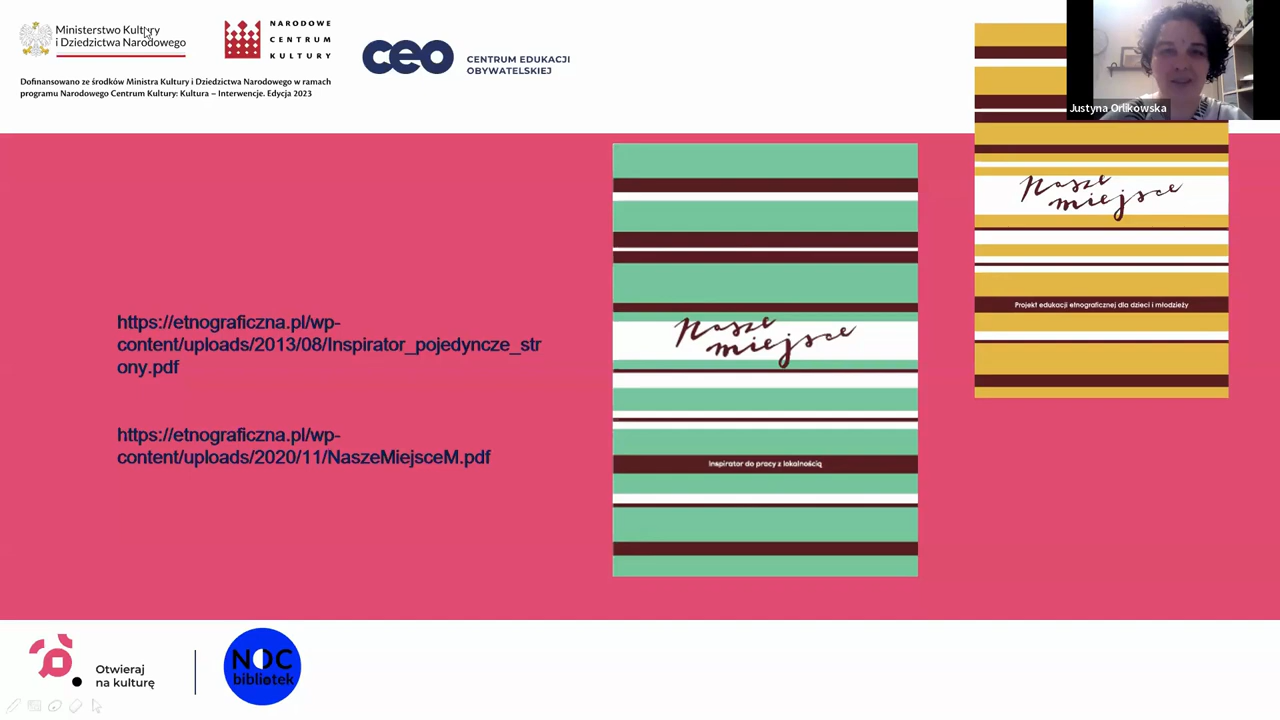 Ministerstwo Kultury
i Dziedzictwa Narodowego
NARODOWE
CENTRUM
KULTURY
Dofinansowano ze środków Ministra Kultury i Dziedzictwa Narodowego w ramach
programu Narodowego Centrum Kultury: Kultura – Interwencje. Edycja 2023
ceo
CENTRUM EDUKACJI
OBYWATELSKIEJ
Justyna Orlikowska
Nasze
miejsce
Projekt edukacji etnograficznej dla dzieci i młodzieży
Nasze
miejsce
Inspirator do pracy z lokalnością
https://etnograficzna.pl/wp-
content/uploads/2013/08/Inspirator_pojedyncze_str
ony.pdf
https://etnograficzna.pl/wp-
content/uploads/2020/11/NaszeMiejsceM.pdf
Otwieraj
na kulturę
NOC
bibliotek